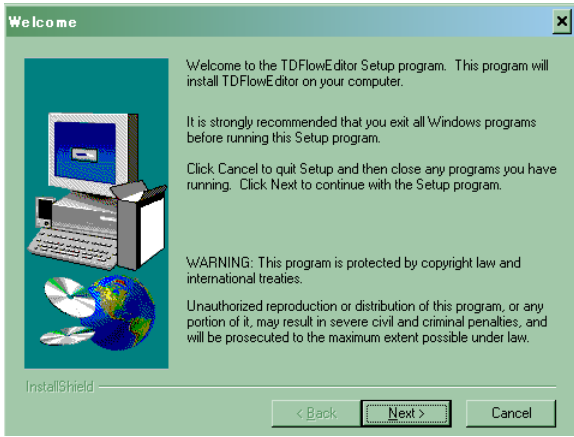 Welcome
Welcome to the TDFlowEditor Setup program. This program will
install TDFlowEditor on your computer.
It is strongly recommended that you exit all Windows programs
before running this Setup program.
Click Cancel to quit Setup and then close any programs you have
running. Click Next to continue with the Setup program.
WARNING: This program is protected by copyright law and
international treaties.
Unauthorized reproduction or distribution of this program, or any
portion of it, may result in severe civil and criminal penalties, and
will be prosecuted to the maximum extent possible under law.
InstallShield
< Back
Next >
Cancel